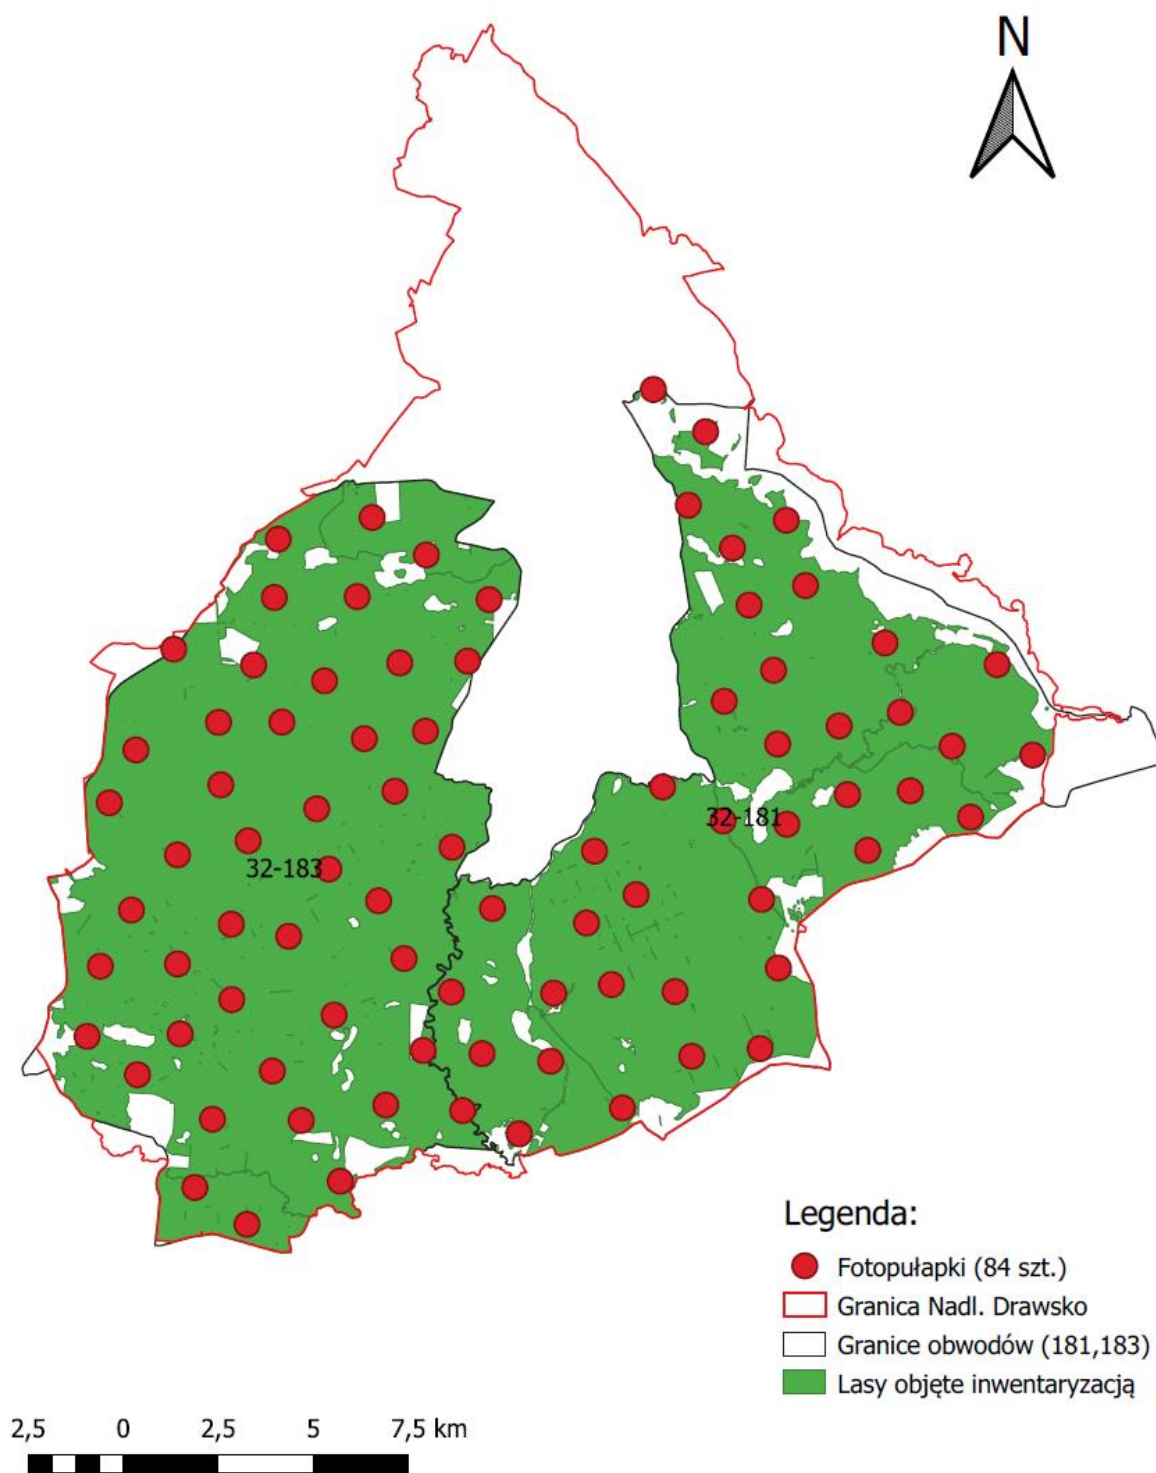 N
32-181
32-183
Legenda:
Fotopułapki (84 szt.)
Granica Nadl. Drawsko
Granice obwodów (181,183)
Lasy objęte inwentaryzacją
2,5 0 2,5 5 7,5 km